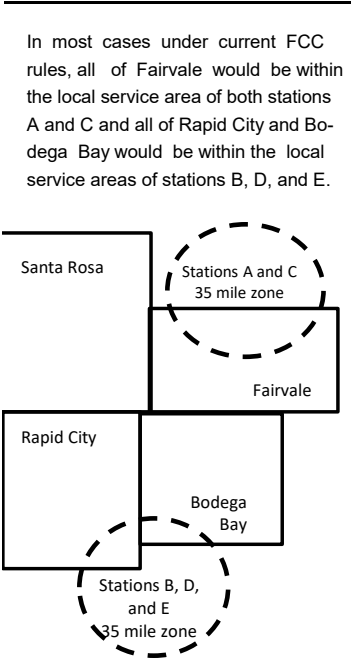 In most cases under current FCC
rules, all of Fairvale would be within
the local service area of both stations
A and C and all of Rapid City and Bo-
dega Bay would be within the local
service areas of stations B, D, and E.
Santa Rosa
Stations A and C
35 mile zone
Fairvale
Rapid City
Bodega
Bay
Stations B, D,
and E
35 mile zone